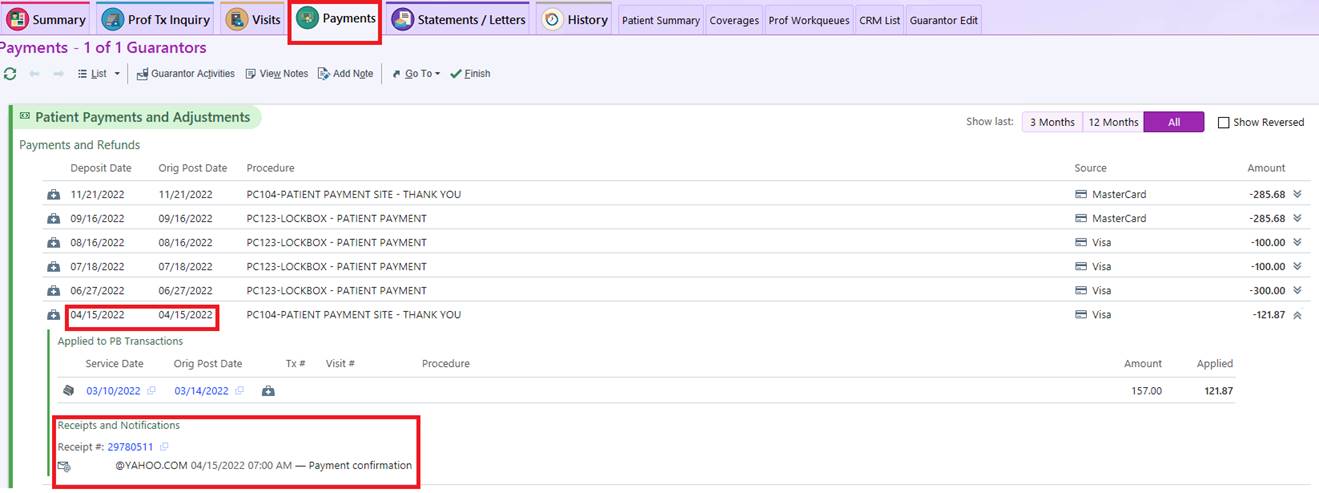 Summary Prof Tx Inquiry Visits Payments Statements / Letters History Patient Summary Coverages Prof Workqueues CRM List Guarantor Edit
Payments - 1 of 1 Guarantors
List Guarantor Activities View Notes Add Note Go To Finish
Patient Payments and Adjustments
Show last: 3 Months 12 Months All Show Reversed
Payments and Refunds
Deposit Date Orig Post Date Procedure Source Amount
11/21/2022 11/21/2022 PC104-PATIENT PAYMENT SITE - THANK YOU MasterCard -285.68
09/16/2022 09/16/2022 PC123-LOCKBOX - PATIENT PAYMENT MasterCard -285.68
08/16/2022 08/16/2022 PC123-LOCKBOX - PATIENT PAYMENT Visa -100.00
07/18/2022 07/18/2022 PC123-LOCKBOX - PATIENT PAYMENT Visa -100.00
06/27/2022 06/27/2022 PC123-LOCKBOX - PATIENT PAYMENT Visa -300.00
04/15/2022 04/15/2022 PC104-PATIENT PAYMENT SITE - THANK YOU Visa -121.87
Applied to PB Transactions
Service Date Orig Post Date Tx # Visit # Procedure Amount Applied
03/10/2022 03/14/2022 157.00 121.87
Receipts and Notifications
Receipt #: 29780511
@YAHOO.COM 04/15/2022 07:00 AM — Payment confirmation